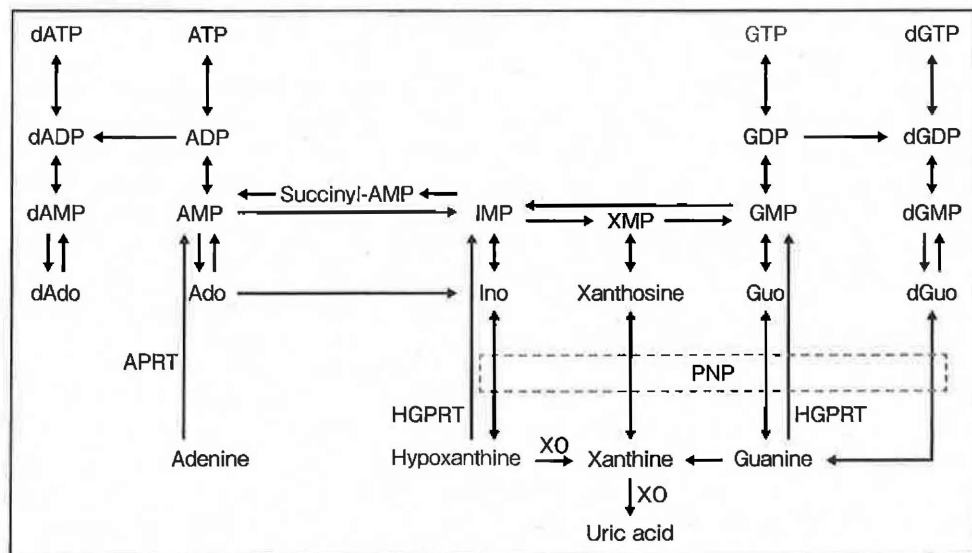 dATP ATP GTP dGTP
dADP ADP GDP dGDP
Succinyl-AMP
dAMP AMP IMP XMP GMP dGMP
dAdo Ado Ino Xanthosine Guo dGuo
APRT PNP
HGPRT HGPRT
XO
Adenine Hypoxanthine Xanthine Guanine
XO
Uric acid